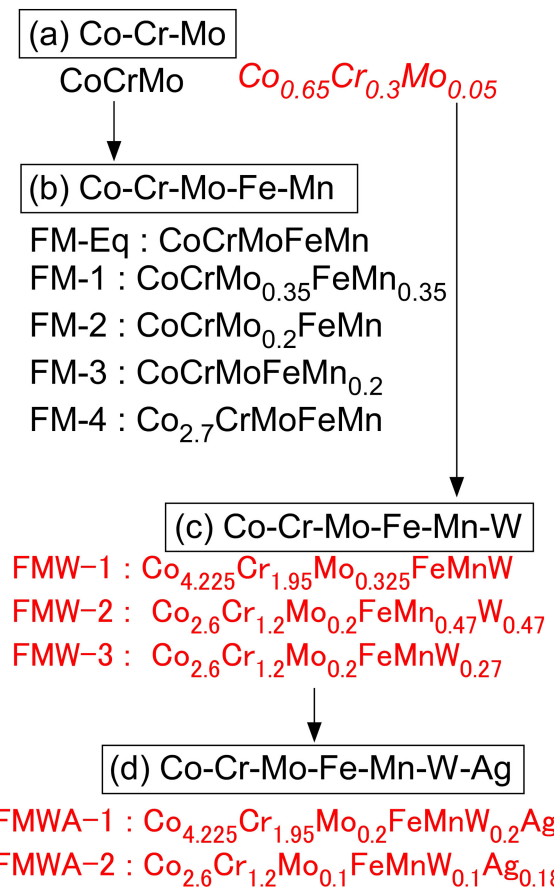 (a) Co-Cr-Mo
CoCrMo Co0.65Cr0.3Mo0.05
(b) Co-Cr-Mo-Fe-Mn
FM-Eq : CoCrMoFeMn
FM-1 : CoCrMo0.35FeMn0.35
FM-2 : CoCrMo0.2FeMn
FM-3 : CoCrMoFeMn0.2
FM-4 : Co2.7CrMoFeMn
(c) Co-Cr-Mo-Fe-Mn-W
FMW-1 : Co4.225Cr1.95Mo0.325FeMnW
FMW-2 : Co2.6Cr1.2Mo0.2FeMn0.47W0.47
FMW-3 : Co2.6Cr1.2Mo0.2FeMnW0.27
(d) Co-Cr-Mo-Fe-Mn-W-Ag
FMWA-1 : Co4.225Cr1.95Mo0.2FeMnW0.2Ag
FMWA-2 : Co2.6Cr1.2Mo0.1FeMnW0.1Ag0.1